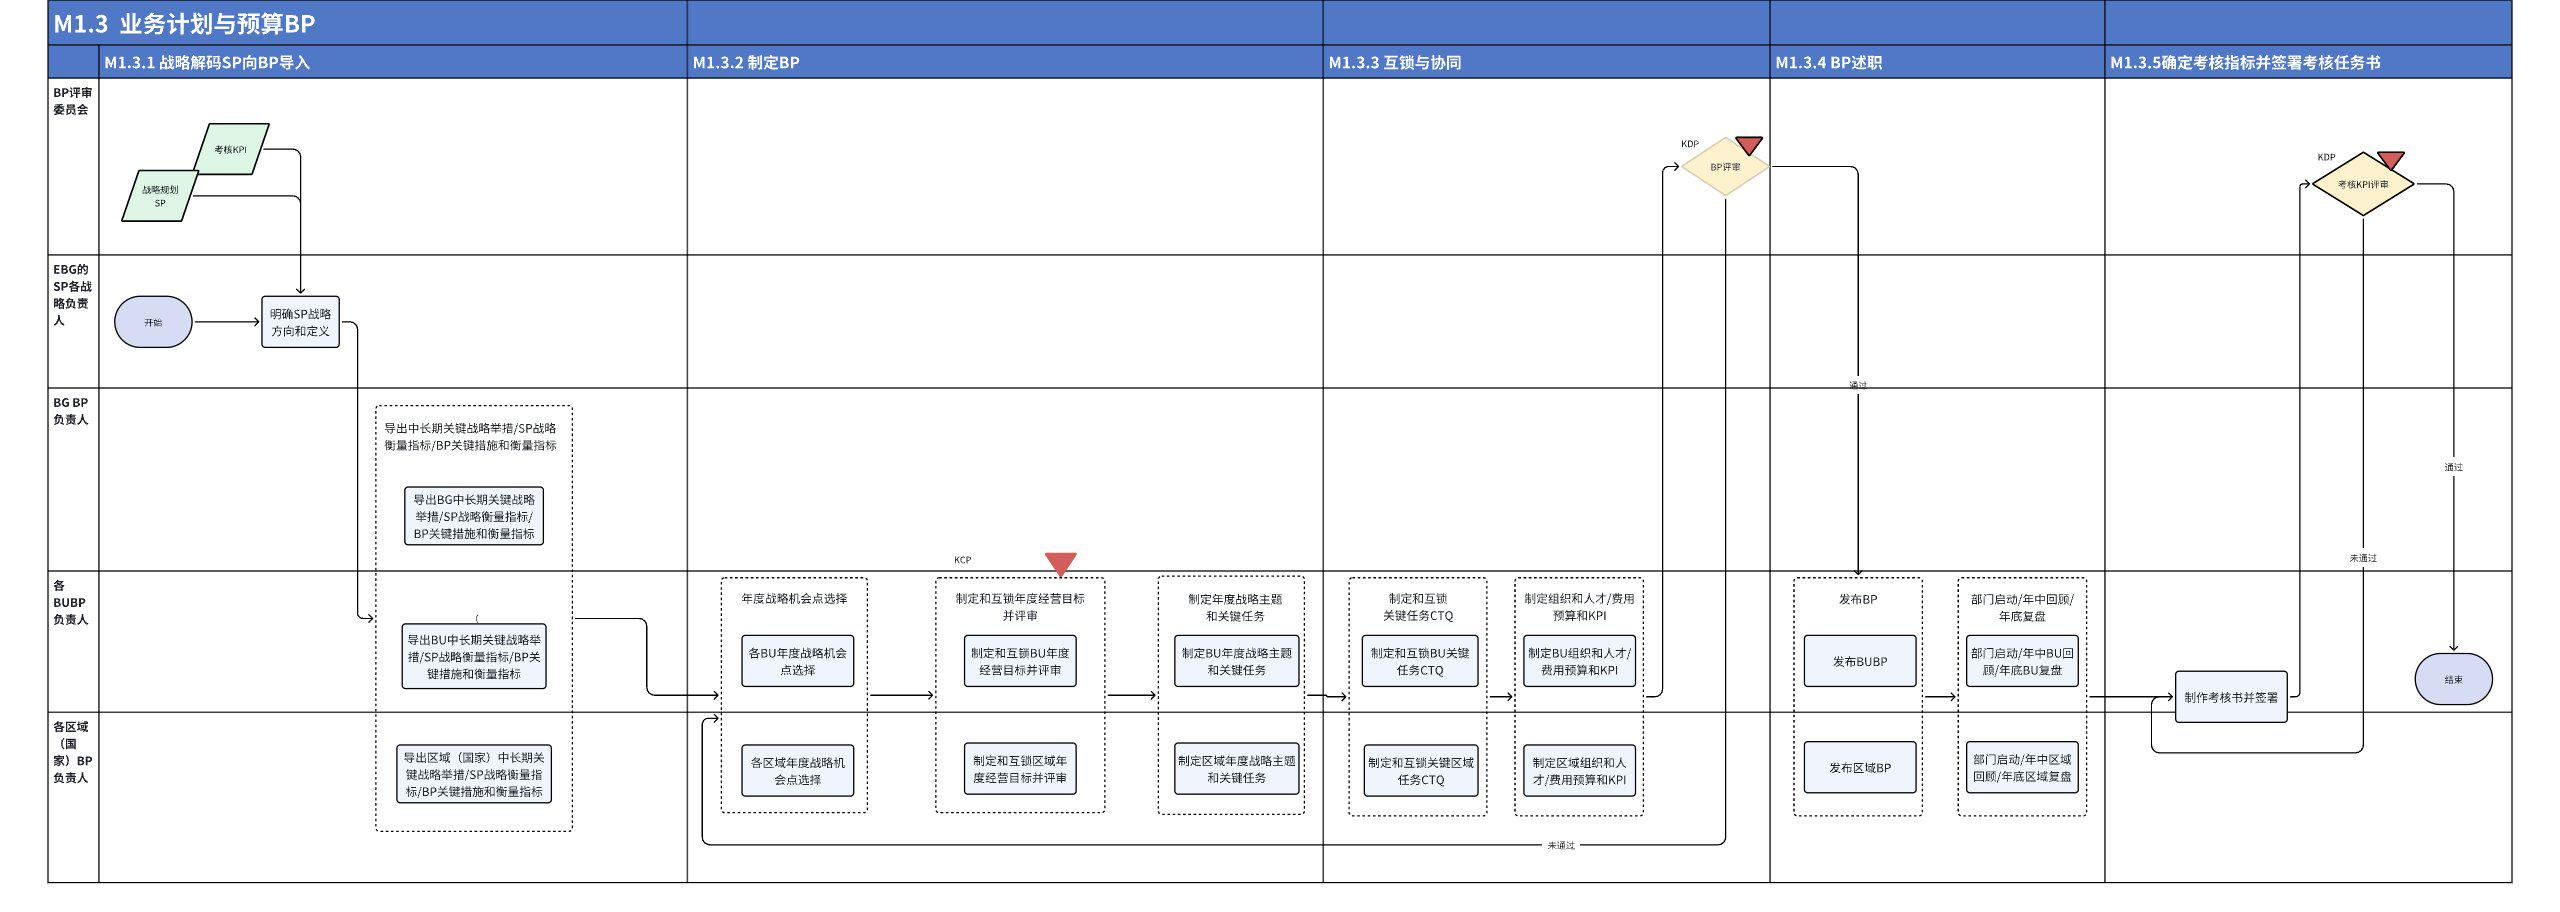 M1.3 业务计划与预算BP
M1.3.1 战略解码SP向BP导入
M1.3.2 制定BP
M1.3.3 互锁与协同
M1.3.4 BP述职
M1.3.5确定考核指标并签署考核任务书
BP评审
委员会
考核KPI
战略规划
SP
KDP
BP评审
KDP
考核KPI评审
EBG的
SP各战
略负责
人
开始
明确SP战略
方向和定义
通过
BG BP
负责人
导出中长期关键战略举措/SP战略
衡量指标/BP关键措施和衡量指标
导出BG中长期关键战略
举措/SP战略衡量指标/
BP关键措施和衡量指标
通过
KCP
未通过
各
BUBP
负责人
(
导出BU中长期关键战略举
措/SP战略衡量指标/BP关
键措施和衡量指标
年度战略机会点选择
各BU年度战略机会
点选择
制定和互锁年度经营目标
并评审
制定和互锁BU年度
经营目标并评审
制定年度战略主题
和关键任务
制定BU年度战略主题
和关键任务
制定和互锁
关键任务CTQ
制定和互锁BU关键
任务CTQ
制定组织和人才/费用
预算和KPI
制定BU组织和人才/
费用预算和KPI
发布BP
发布BUBP
部门启动/年中回顾/
年底复盘
部门启动/年中BU回
顾/年底BU复盘
制作考核书并签署
结束
各区域
（国
家）BP
负责人
导出区域（国家）中长期关
键战略举措/SP战略衡量指
标/BP关键措施和衡量指标
各区域年度战略机
会点选择
制定和互锁区域年
度经营目标并评审
制定区域年度战略主题
和关键任务
制定和互锁关键区域
任务CTQ
制定区域组织和人
才/费用预算和KPI
发布区域BP
部门启动/年中区域
回顾/年底区域复盘
未通过